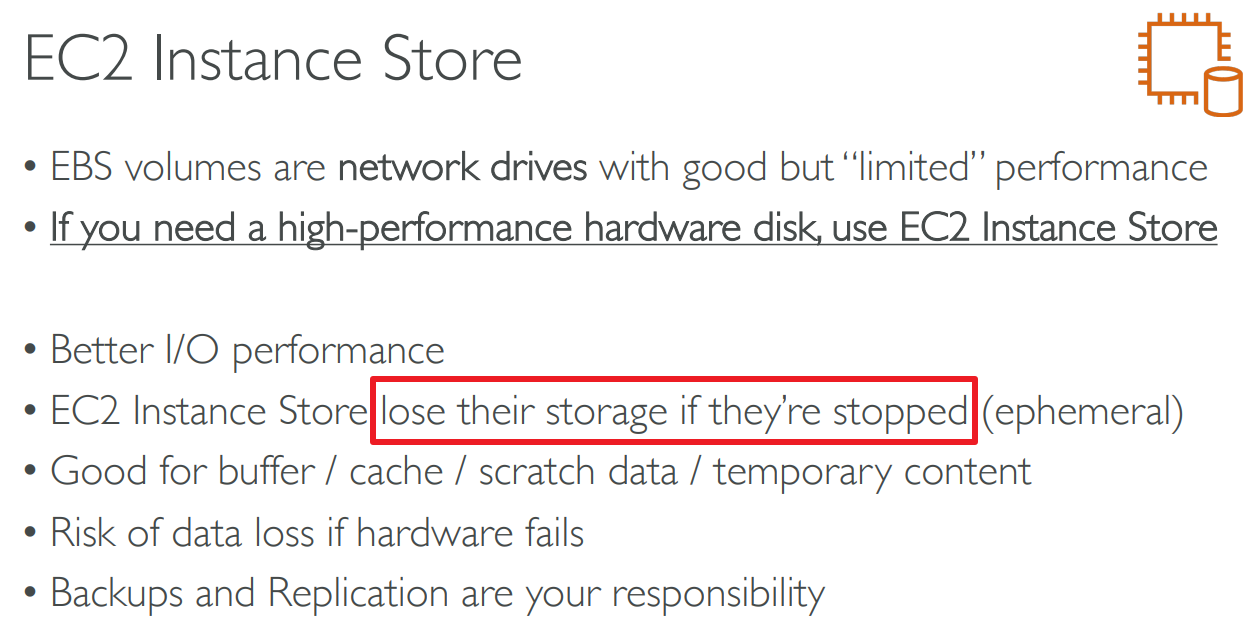 EC2 Instance Store
• EBS volumes are network drives with good but “limited” performance
• If you need a high-performance hardware disk, use EC2 Instance Store
• Better I/O performance
• EC2 Instance Store lose their storage if they’re stopped (ephemeral)
• Good for buffer / cache / scratch data / temporary content
• Risk of data loss if hardware fails
• Backups and Replication are your responsibility